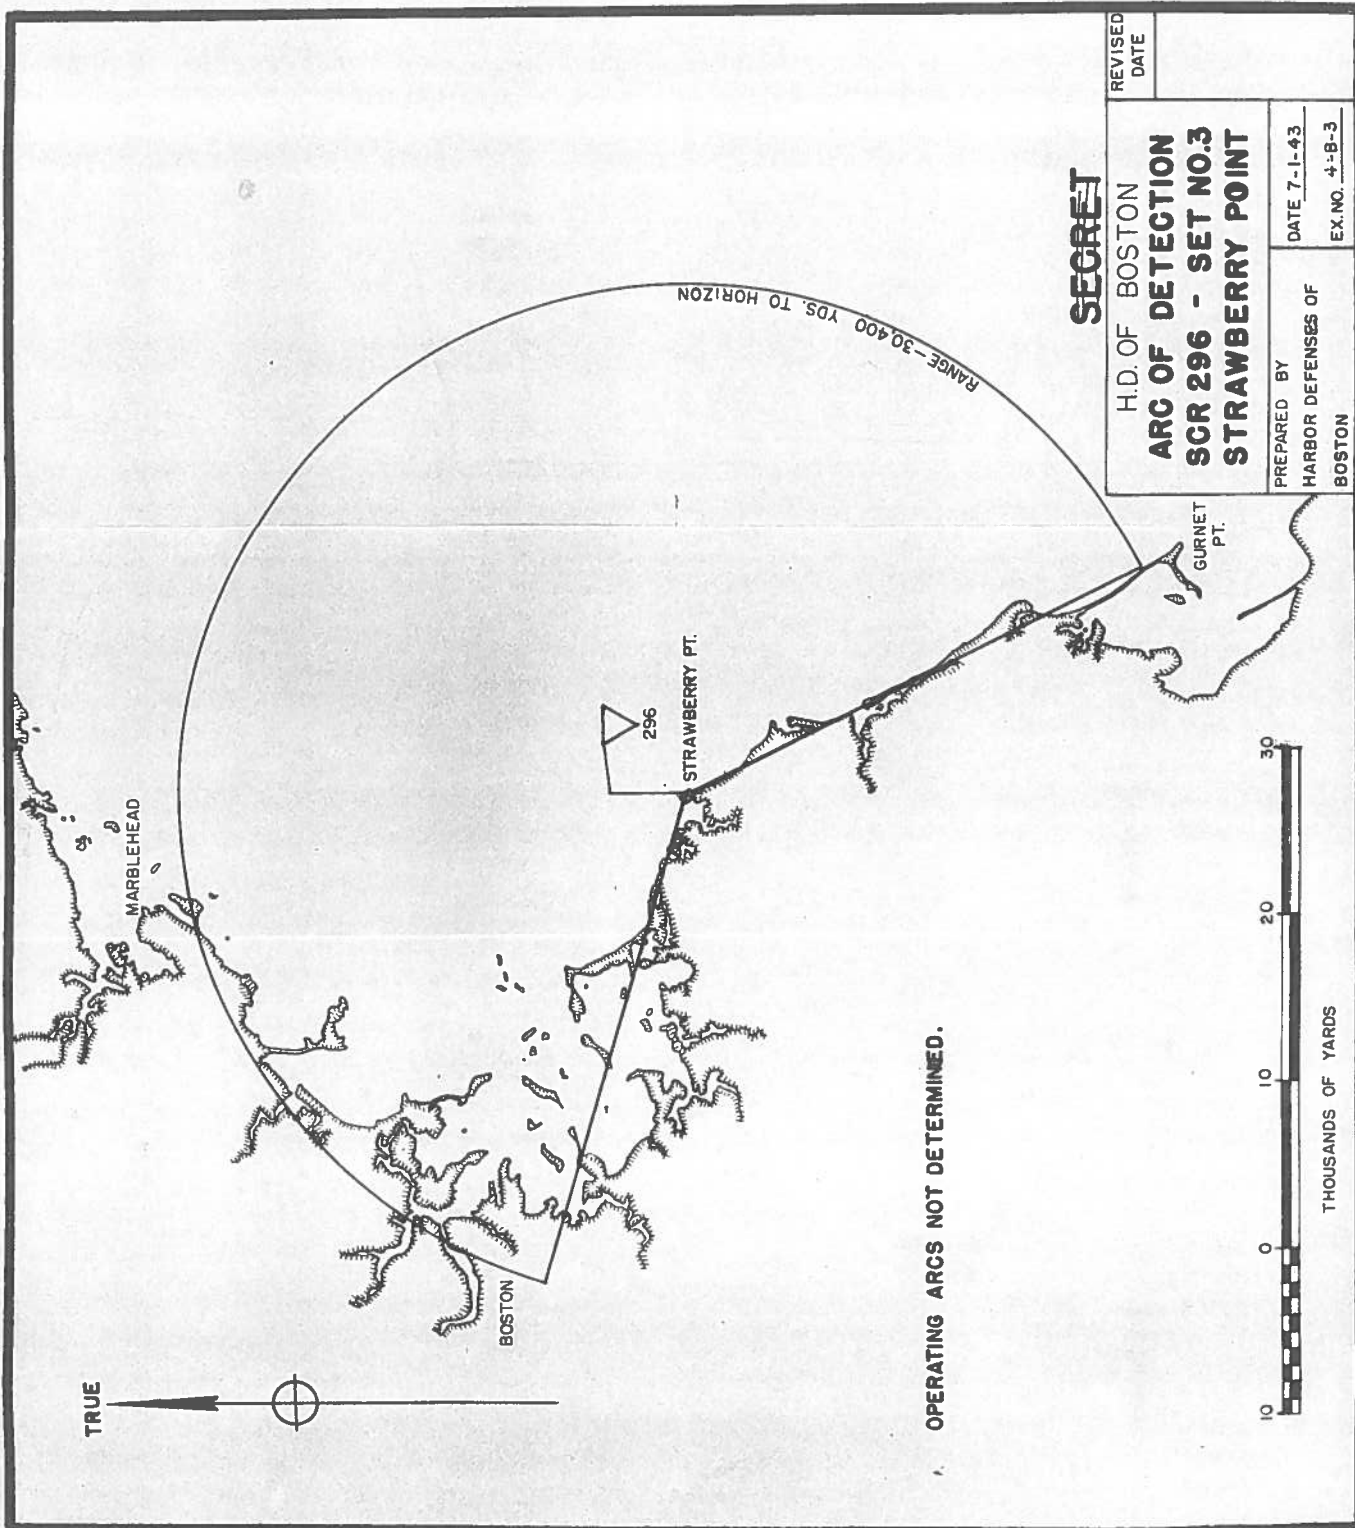 TRUE
MARBLEHEAD
BOSTON
296
STRAWBERRY PT.
RANGE — 30,400 YDS. TO HORIZON
GURNET
PT.
OPERATING ARCS NOT DETERMINED.
10 0 10 20 30
THOUSANDS OF YARDS
SECRET
H.D. OF BOSTON
ARC OF DETECTION
SCR 296 - SET NO.3
STRAWBERRY POINT
REVISED
DATE
PREPARED BY
HARBOR DEFENSES OF
BOSTON
DATE 7-1-43
EX. NO. 4-B-3